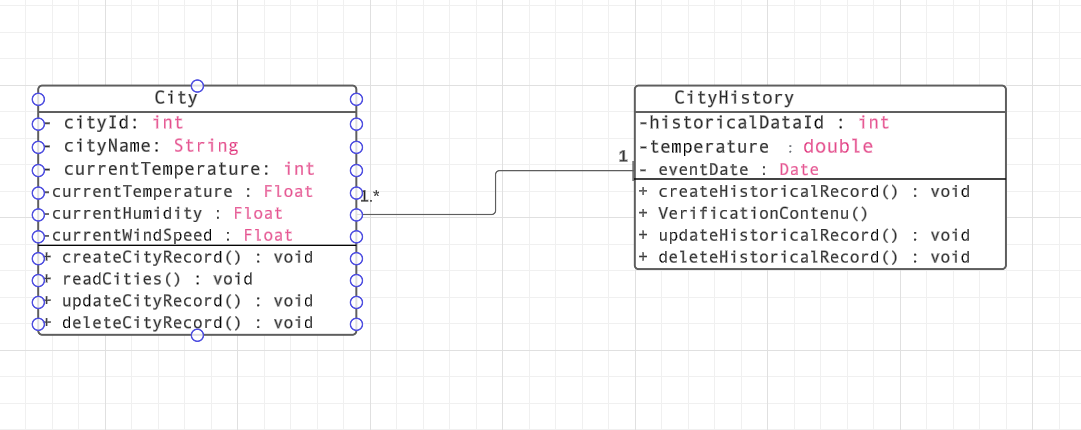 City
- cityId: int
- cityName: String
- currentTemperature: int
-currentTemperature : Float
-currentHumidity : Float
-currentWindSpeed : Float
+ createCityRecord() : void
+ readCities() : void
+ updateCityRecord() : void
+ deleteCityRecord() : void
1.*
1
CityHistory
-historicalDataId : int
-temperature : double
- eventDate : Date
+ createHistoricalRecord() : void
+ VerificationContenu()
+ updateHistoricalRecord() : void
+ deleteHistoricalRecord() : void